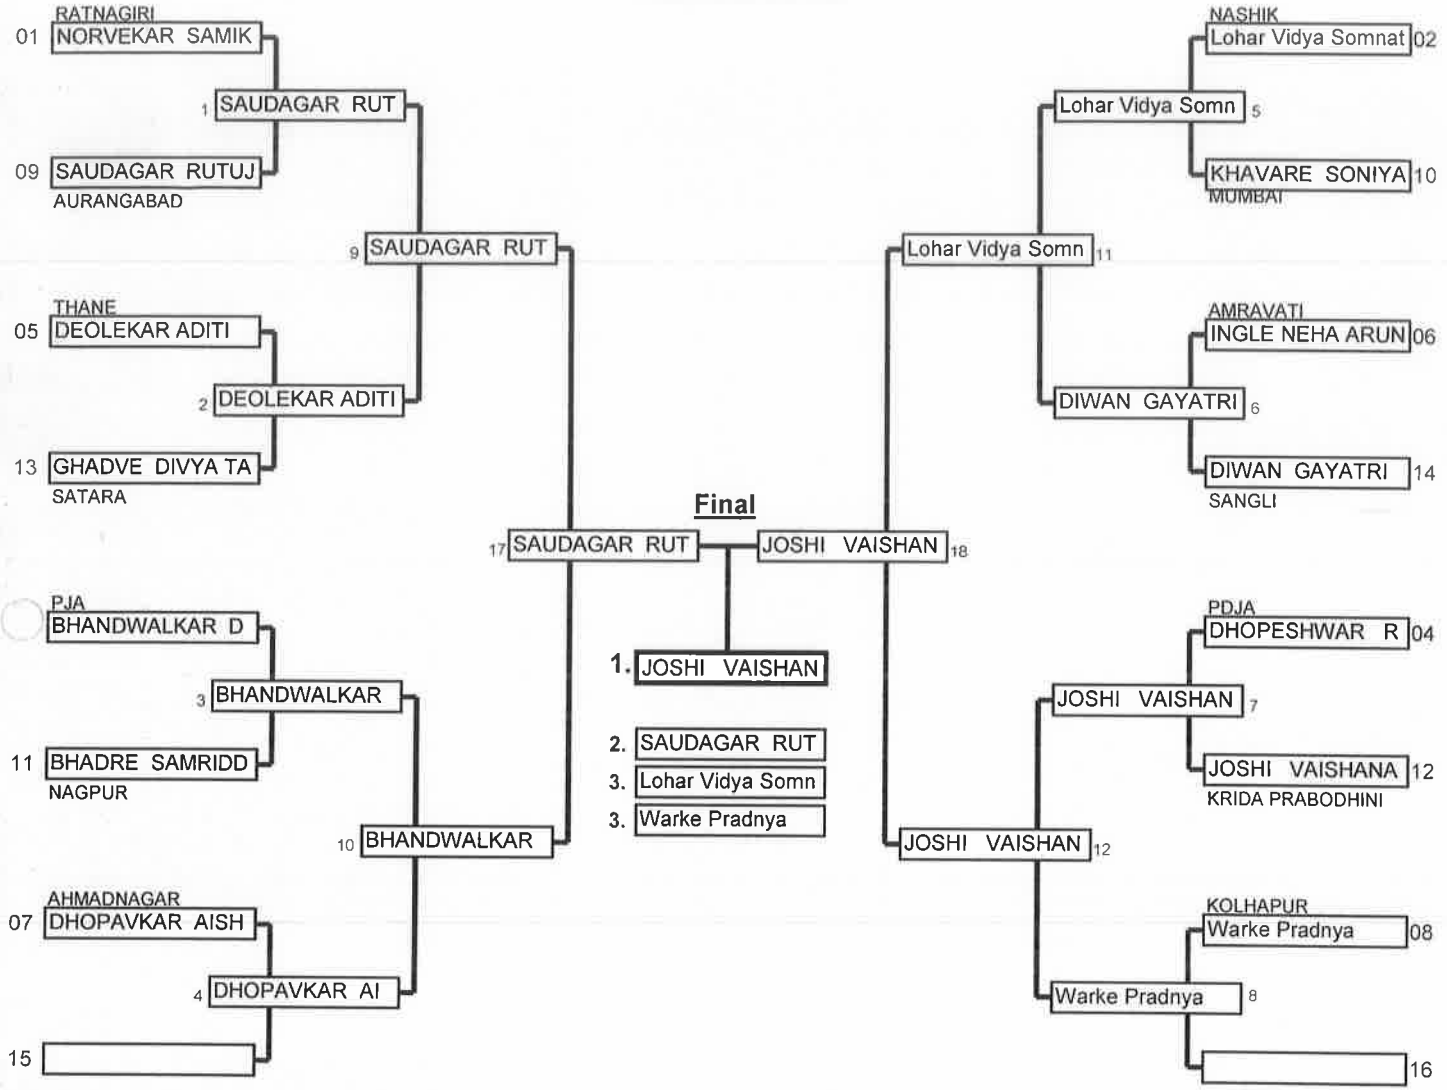 RATNAGIRI
01 NORVEKAR SAMIK
1 SAUDAGAR RUT
09 SAUDAGAR RUTUJ
AURANGABAD
9 SAUDAGAR RUT
THANE
05 DEOLEKAR ADITI
2 DEOLEKAR ADITI
13 GHADVE DIVYA TA
SATARA
17 SAUDAGAR RUT
PJA
BHANDWALKAR D
3 BHANDWALKAR
11 BHADRE SAMRIDD
NAGPUR
10 BHANDWALKAR
AHMADNAGAR
07 DHOPAVKAR AISH
4 DHOPAVKAR AI
15
Final
1. JOSHI VAISHAN
2. SAUDAGAR RUT
3. Lohar Vidya Somn
3. Warke Pradnya
NASHIK
Lohar Vidya Somnat 02
Lohar Vidya Somn 5
KHAVARE SONIYA 10
MUMBAI
Lohar Vidya Somn 11
AMRAVATI
INGLE NEHA ARUN 06
DIWAN GAYATRI 6
DIWAN GAYATRI 14
SANGLI
JOSHI VAISHAN 18
PDJA
DHOPESHWAR R 04
JOSHI VAISHAN 7
JOSHI VAISHANA 12
KRIDA PRABODHINI
JOSHI VAISHAN 12
KOLHAPUR
Warke Pradnya 08
Warke Pradnya 8
16